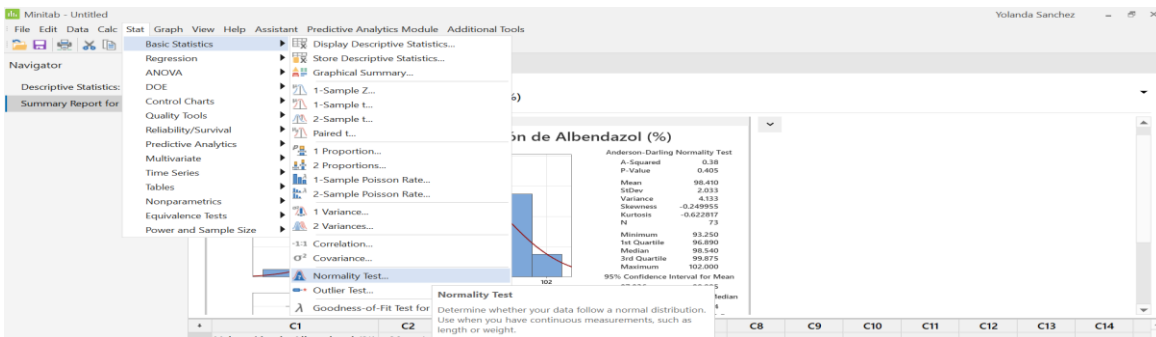 Minitab - Untitled
Yolanda Sanchez
File Edit Data Calc Stat Graph View Help Assistant Predictive Analytics Module Additional Tools
Navigator
Descriptive Statistics:
Summary Report for
Basic Statistics
Regression
ANOVA
DOE
Control Charts
Quality Tools
Reliability/Survival
Predictive Analytics
Multivariate
Time Series
Tables
Nonparametrics
Equivalence Tests
Power and Sample Size
Display Descriptive Statistics...
Store Descriptive Statistics...
Graphical Summary...
1-Sample Z...
1-Sample t...
2-Sample t...
Paired t...
1 Proportion...
2 Proportions...
1-Sample Poisson Rate...
2-Sample Poisson Rate...
1 Variance...
2 Variances...
Correlation...
σ² Covariance...
Normality Test...
Outlier Test...
λ Goodness-of-Fit Test for
%)
ón de Albendazol (%)
Anderson-Darling Normality Test
A-Squared 0.38
P-Value 0.405
Mean 98.410
StDev 2.033
Variance 4.133
Skewness -0.249955
Kurtosis -0.622817
N 73
Minimum 93.250
1st Quartile 96.890
Median 98.540
3rd Quartile 99.875
Maximum 102.000
95% Confidence Interval for Mean
102
Median
Normality Test
Determine whether your data follow a normal distribution.
Use when you have continuous measurements, such as
length or weight.
C1 C2 C8 C9 C10 C11 C12 C13 C14